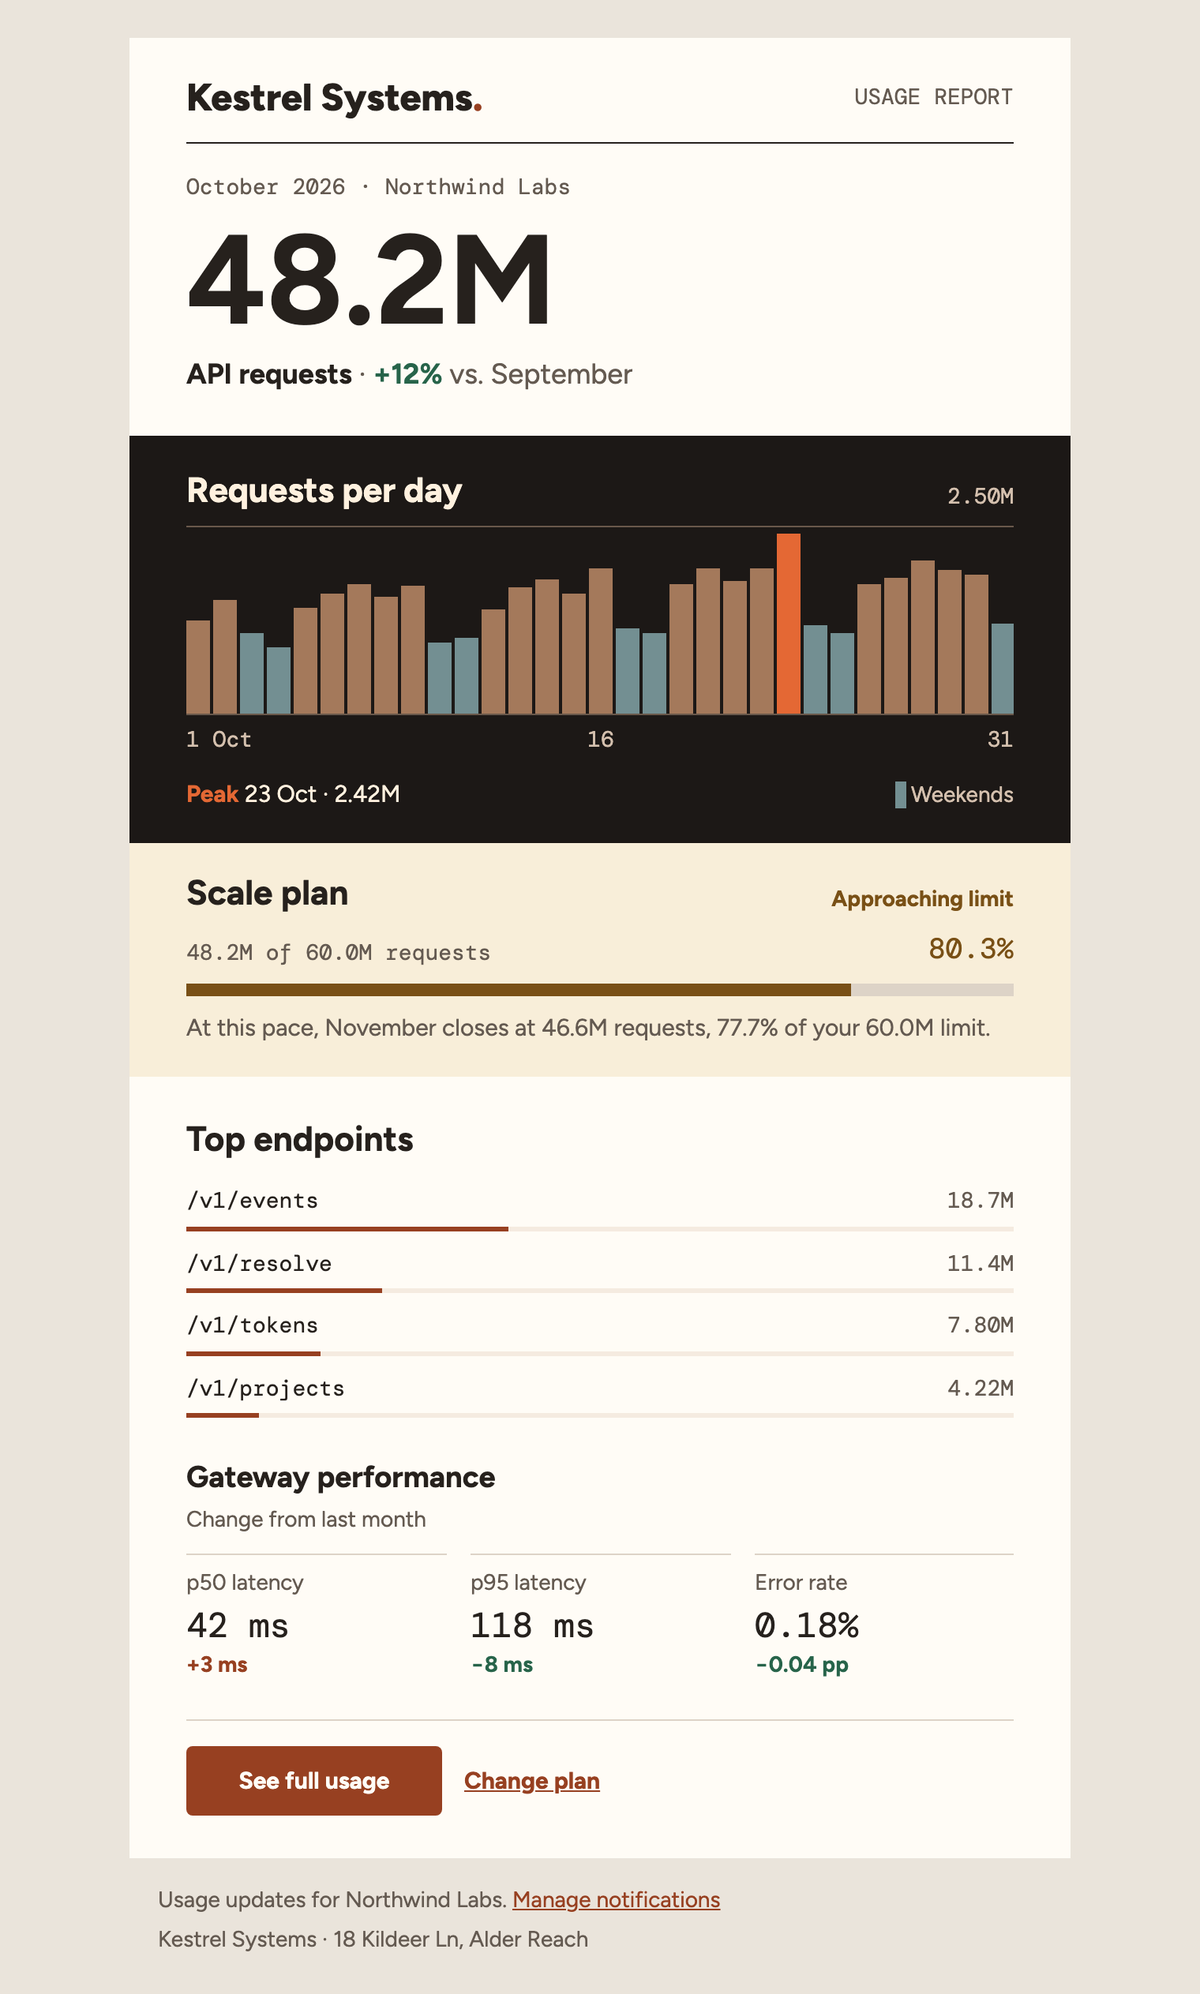 Kestrel Systems.
USAGE REPORT
October 2026 · Northwind Labs
48.2M
API requests · +12% vs. September
Requests per day
2.50M
1 Oct
16
31
Peak 23 Oct · 2.42M
Weekends
Scale plan
Approaching limit
48.2M of 60.0M requests
80.3%
At this pace, November closes at 46.6M requests, 77.7% of your 60.0M limit.
Top endpoints
/v1/events
18.7M
/v1/resolve
11.4M
/v1/tokens
7.80M
/v1/projects
4.22M
Gateway performance
Change from last month
p50 latency
42 ms
+3 ms
p95 latency
118 ms
−8 ms
Error rate
0.18%
−0.04 pp
See full usage
Change plan
Usage updates for Northwind Labs. Manage notifications
Kestrel Systems · 18 Kildeer Ln, Alder Reach